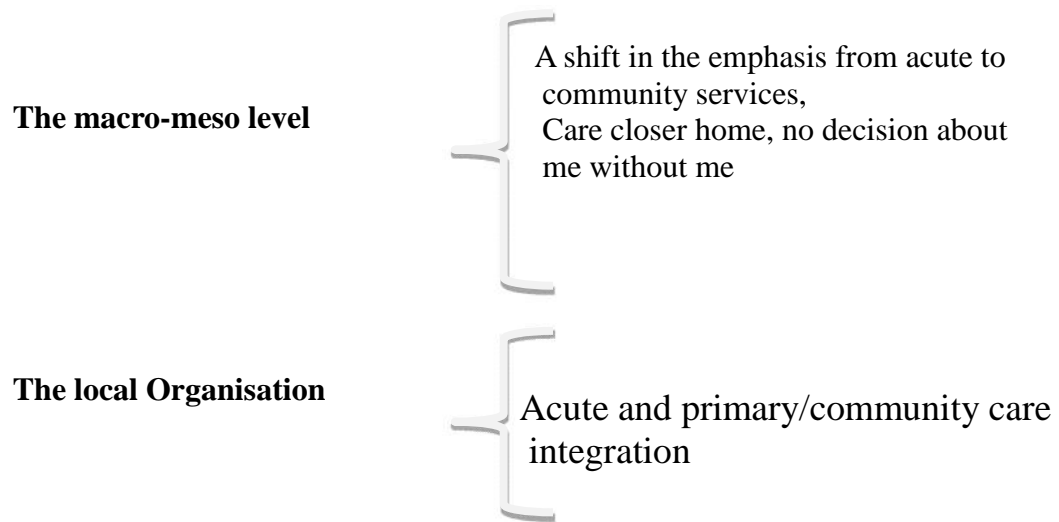 The macro-meso level
A shift in the emphasis from acute to
community services,
Care closer home, no decision about
me without me
The local Organisation
Acute and primary/community care
integration